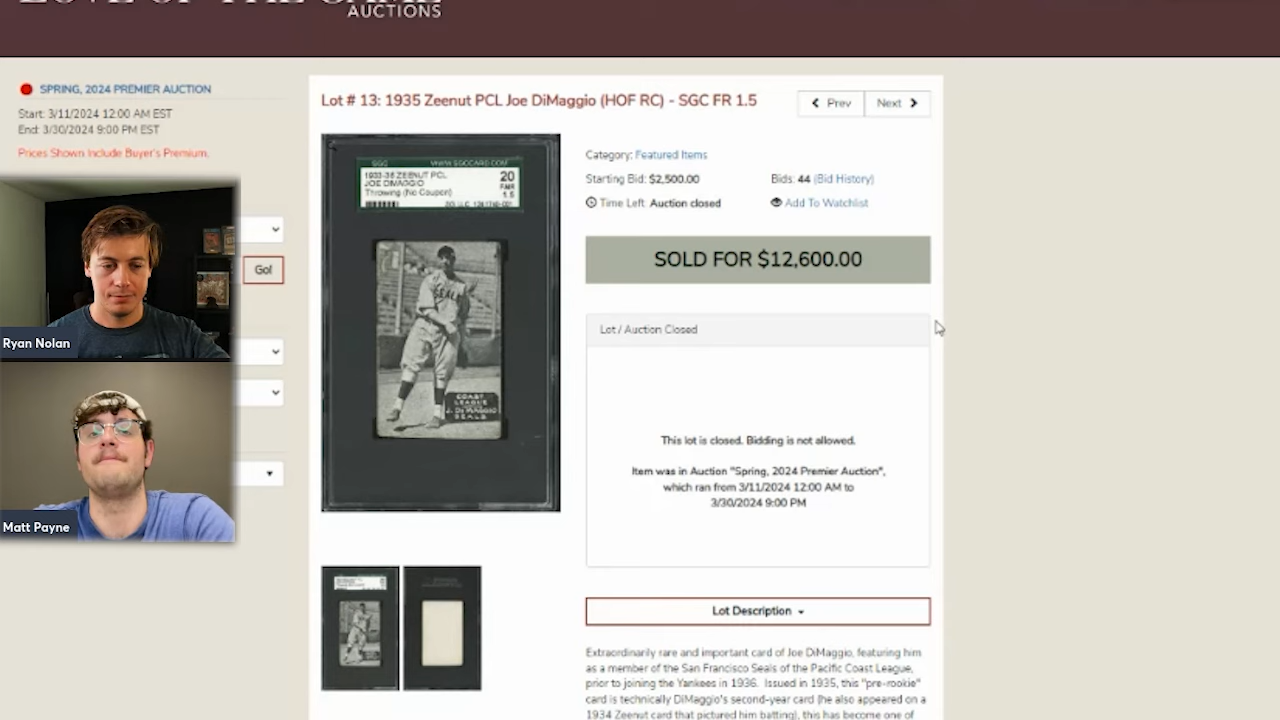 AUCTIONS
SPRING, 2024 PREMIER AUCTION
Start: 3/11/2024 12:00 AM EST
End: 3/30/2024 9:00 PM EST
Prices Shown Include Buyer's Premium.
Go!
Ryan Nolan
Matt Payne
Lot # 13: 1935 Zeenut PCL Joe DiMaggio (HOF RC) - SGC FR 1.5
Prev
Next
SGC WWW.SGCCARD.COM
1933-36 ZEENUT PCL
JOE DIMAGGIO
Throwing (No Coupon)
20
FAIR
1.5
SEALS
COAST
LEAGUE
J. DeMAGGIO
SEALS
Category: Featured Items
Starting Bid: $2,500.00
Bids: 44 (Bid History)
Time Left Auction closed
Add To Watchlist
SOLD FOR $12,600.00
Lot / Auction Closed
This lot is closed. Bidding is not allowed.
Item was in Auction "Spring, 2024 Premier Auction",
which ran from 3/11/2024 12:00 AM to
3/30/2024 9:00 PM
Lot Description
Extraordinarily rare and important card of Joe DiMaggio, featuring him
as a member of the San Francisco Seals of the Pacific Coast League,
prior to joining the Yankees in 1936. Issued in 1935, this "pre-rookie"
card is technically DiMaggio's second-year card (he also appeared on a
1934 Zeenut card that pictured him batting), this has become one of